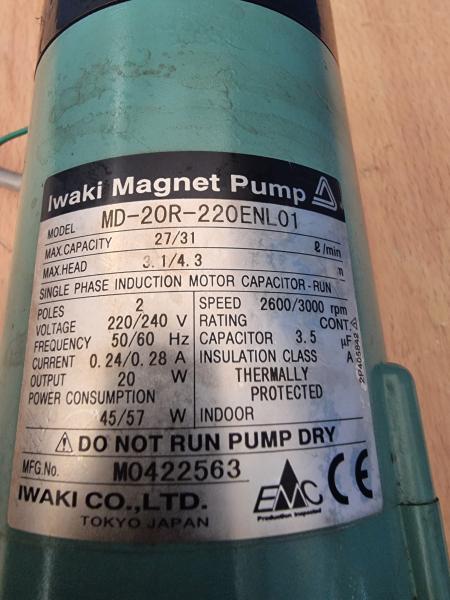 Iwaki Magnet Pump
MODEL MD-20R-220ENL01
MAX.CAPACITY 27/31 ℓ/min
MAX.HEAD 3.1/4.3 m
SINGLE PHASE INDUCTION MOTOR CAPACITOR-RUN
POLES 2 SPEED 2600/3000 rpm
VOLTAGE 220/240 V RATING CONT.
FREQUENCY 50/60 Hz CAPACITOR 3.5 μF
CURRENT 0.24/0.28 A INSULATION CLASS A
OUTPUT 20 W THERMALLY
POWER CONSUMPTION PROTECTED
45/57 W INDOOR
⚠ DO NOT RUN PUMP DRY
MFG.No. M0422563
IWAKI CO.,LTD.
TOKYO JAPAN
EMC
Production Inspected
CE